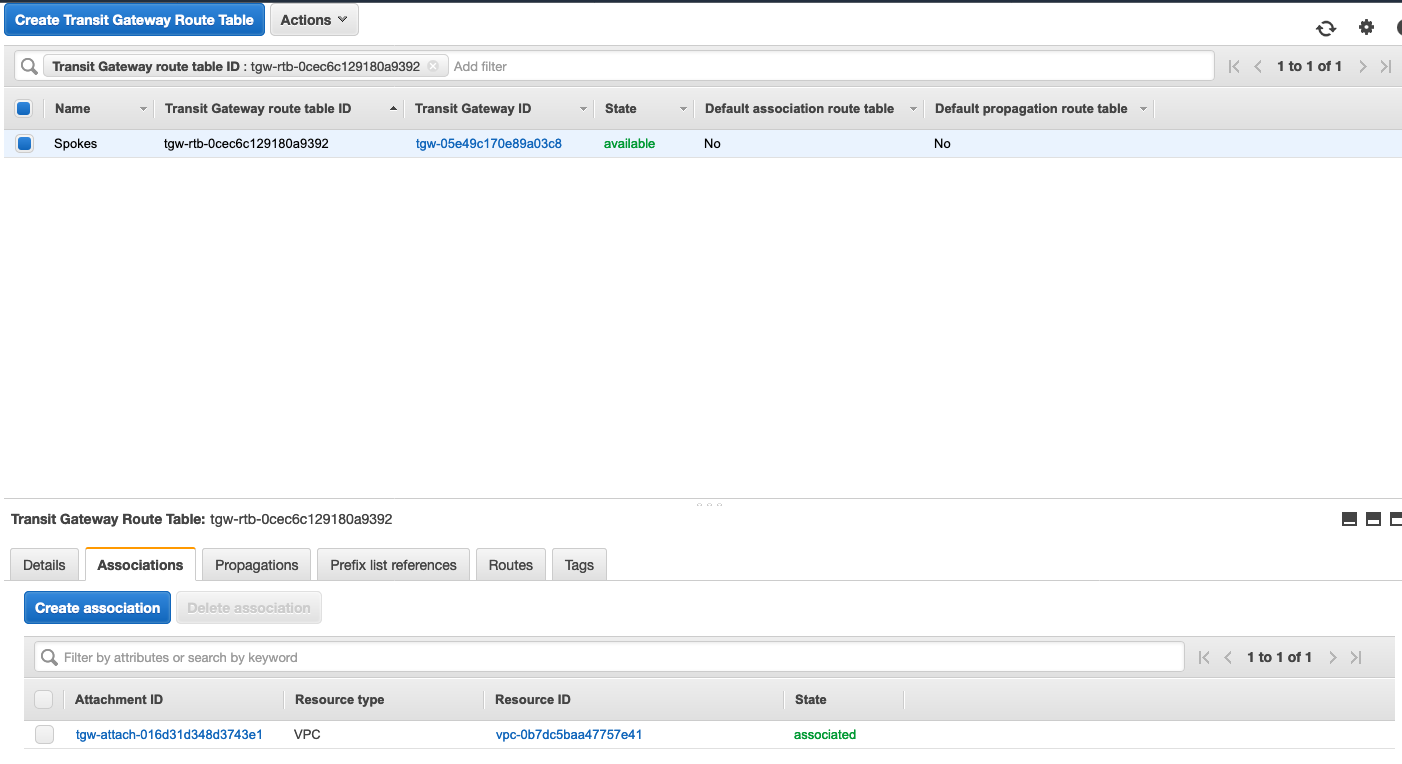 Create Transit Gateway Route Table Actions
Transit Gateway route table ID : tgw-rtb-0cec6c129180a9392 Add filter 1 to 1 of 1
Name Transit Gateway route table ID Transit Gateway ID State Default association route table Default propagation route table
Spokes tgw-rtb-0cec6c129180a9392 tgw-05e49c170e89a03c8 available No No
Transit Gateway Route Table: tgw-rtb-0cec6c129180a9392
Details Associations Propagations Prefix list references Routes Tags
Create association Delete association
Filter by attributes or search by keyword 1 to 1 of 1
Attachment ID Resource type Resource ID State
tgw-attach-016d31d348d3743e1 VPC vpc-0b7dc5baa47757e41 associated